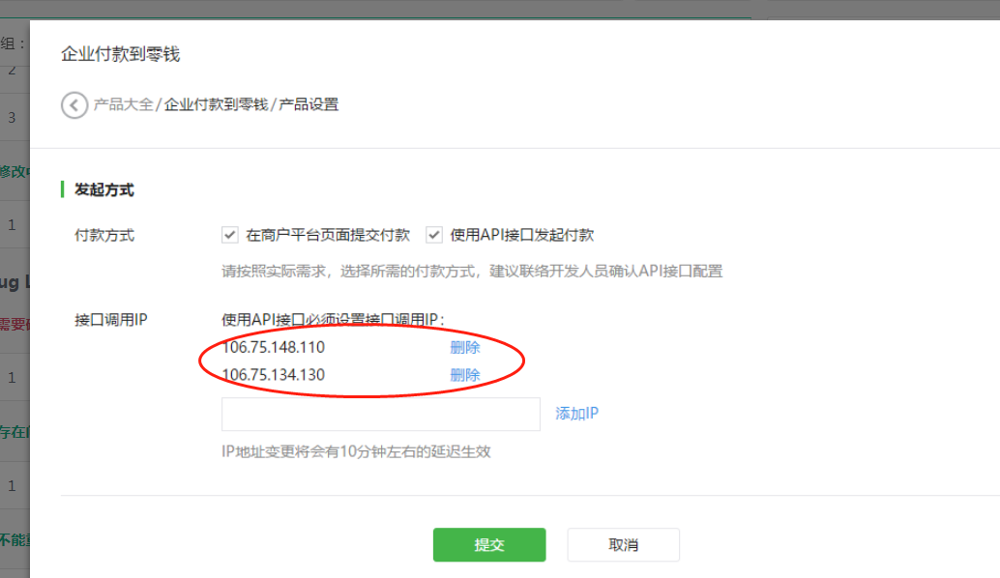 组：
企业付款到零钱
2
产品大全/企业付款到零钱/产品设置
3
修改
发起方式
1
付款方式 在商户平台页面提交付款 使用API接口发起付款
请按照实际需求，选择所需的付款方式，建议联络开发人员确认API接口配置
ug L
需要
接口调用IP 使用API接口必须设置接口调用IP：
106.75.148.110 删除
106.75.134.130 删除
1
添加IP
存在
IP地址变更将会有10分钟左右的延迟生效
1
不能
提交 取消